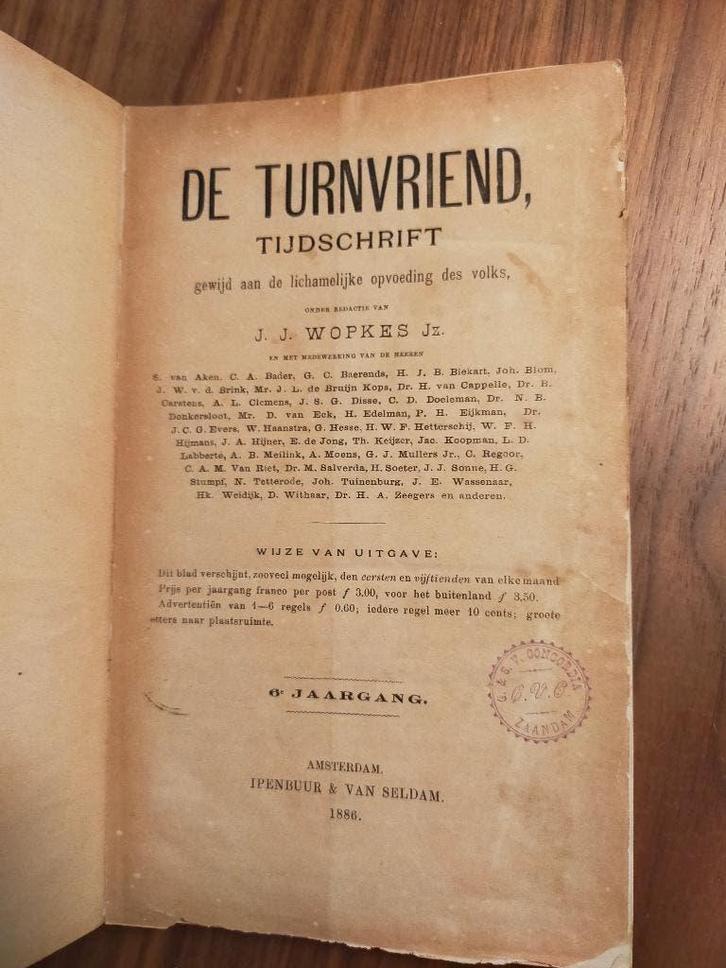 DE TURNVRIEND,
TIJDSCHRIFT
gewijd aan de lichamelijke opvoeding des volks,
ONDER REDACTIE VAN
J. J. WOPKES Jz.
EN MET MEDEWERKING VAN DE HEEREN
S. van Aken, C. A. Bader, G. C. Baerends, H. J. B. Biekart, Joh. Blom,
J. W. v. d. Brink, Mr. J. L. de Bruijn Kops, Dr. H. van Cappelle, Dr. B.
Carstens, A. L. Clemens, J. S. G. Disse, C. D. Doeleman, Dr. N. B.
Donkersloot, Mr. D. van Eck, H. Edelman, P. H. Eijkman, Dr.
J. C. G. Evers, W. Haanstra, G. Hesse, H. W. F. Hetterschij, W. F. H.
Hijmans, J. A. Hijner, E. de Jong, Th. Keijzer, Jac. Koopman, L. D.
Labberté, A. B. Meilink, A. Moens, G. J. Mullers Jr., C. Regoor,
C. A. M. Van Riet, Dr. M. Salverda, H. Soeter, J. J. Sonne, H. G.
Stumpf, N. Tetterode, Joh. Tuinenburg, J. E. Wassenaar,
Hk. Weidijk, D. Withaar, Dr. H. A. Zeegers en anderen.
WIJZE VAN UITGAVE:
Dit blad verschijnt, zooveel mogelijk, den eersten en vijftienden van elke maand
Prijs per jaargang franco per post ƒ 3.00, voor het buitenland ƒ 3.50.
Advertentiën van 1—6 regels ƒ 0.60; iedere regel meer 10 cents; groote
etters naar plaatsruimte.
G. & S. V. CONCORDIA
C. V. C.
ZAANDAM
6e JAARGANG.
AMSTERDAM,
IPENBUUR & VAN SELDAM.
1886.